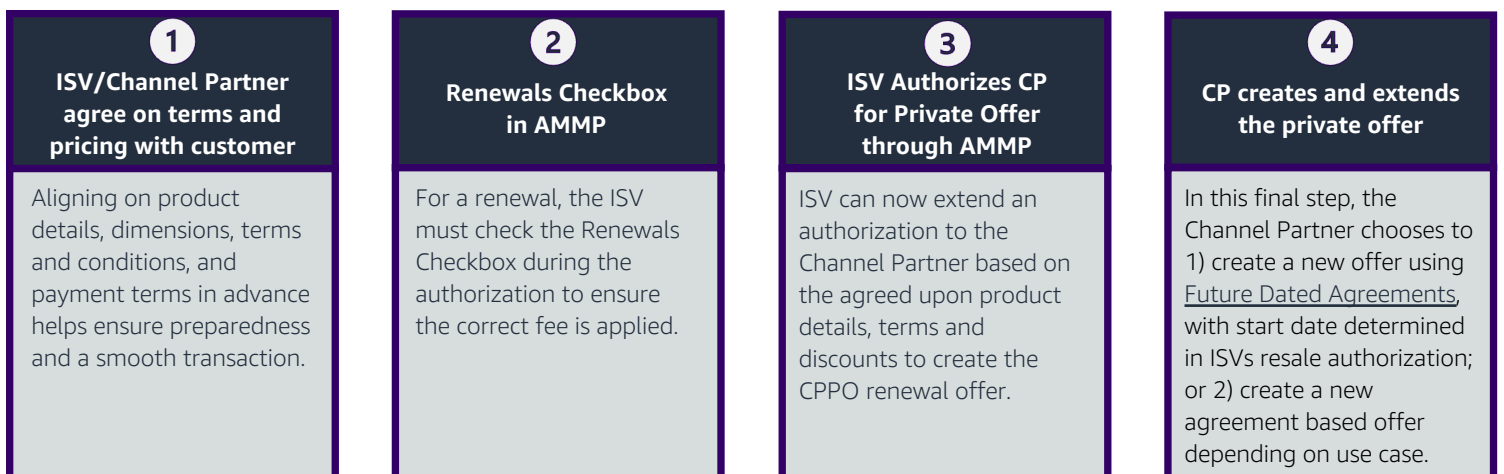 1
ISV/Channel Partner
agree on terms and
pricing with customer
Aligning on product
details, dimensions, terms
and conditions, and
payment terms in advance
helps ensure preparedness
and a smooth transaction.
2
Renewals Checkbox
in AMMP
For a renewal, the ISV
must check the Renewals
Checkbox during the
authorization to ensure
the correct fee is applied.
3
ISV Authorizes CP
for Private Offer
through AMMP
ISV can now extend an
authorization to the
Channel Partner based on
the agreed upon product
details, terms and
discounts to create the
CPPO renewal offer.
4
CP creates and extends
the private offer
In this final step, the
Channel Partner chooses to
1) create a new offer using
Future Dated Agreements,
with start date determined
in ISVs resale authorization;
or 2) create a new
agreement based offer
depending on use case.